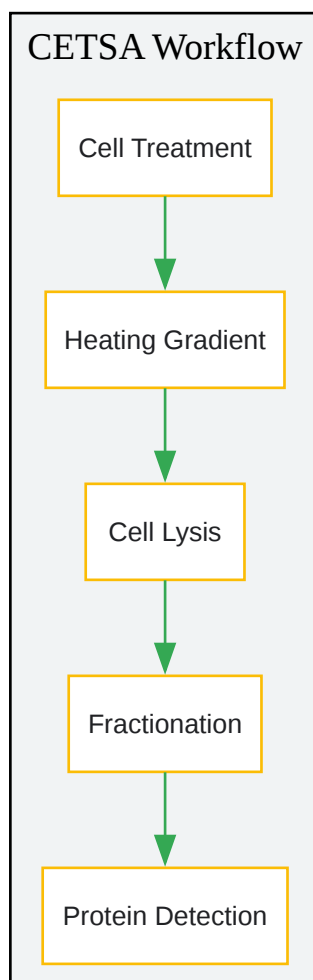 CETSA Workflow
Cell Treatment
Heating Gradient
Cell Lysis
Fractionation
Protein Detection